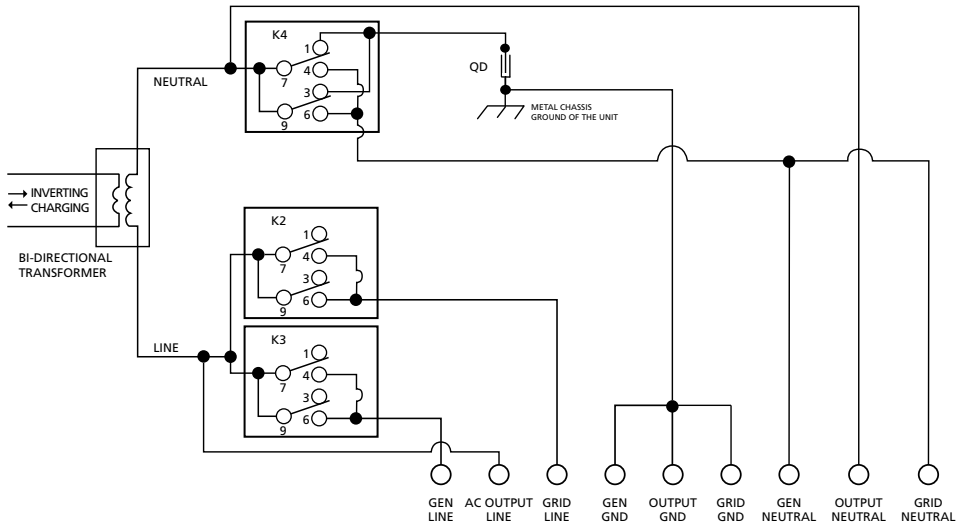 K4
1
4
7
3
6
9
NEUTRAL
QD
METAL CHASSIS
GROUND OF THE UNIT
INVERTING
CHARGING
BI-DIRECTIONAL
TRANSFORMER
K2
1
4
7
3
6
9
LINE
K3
1
4
7
3
6
9
GEN
LINE
AC OUTPUT
LINE
GRID
LINE
GEN
GND
OUTPUT
GND
GRID
GND
GEN
NEUTRAL
OUTPUT
NEUTRAL
GRID
NEUTRAL